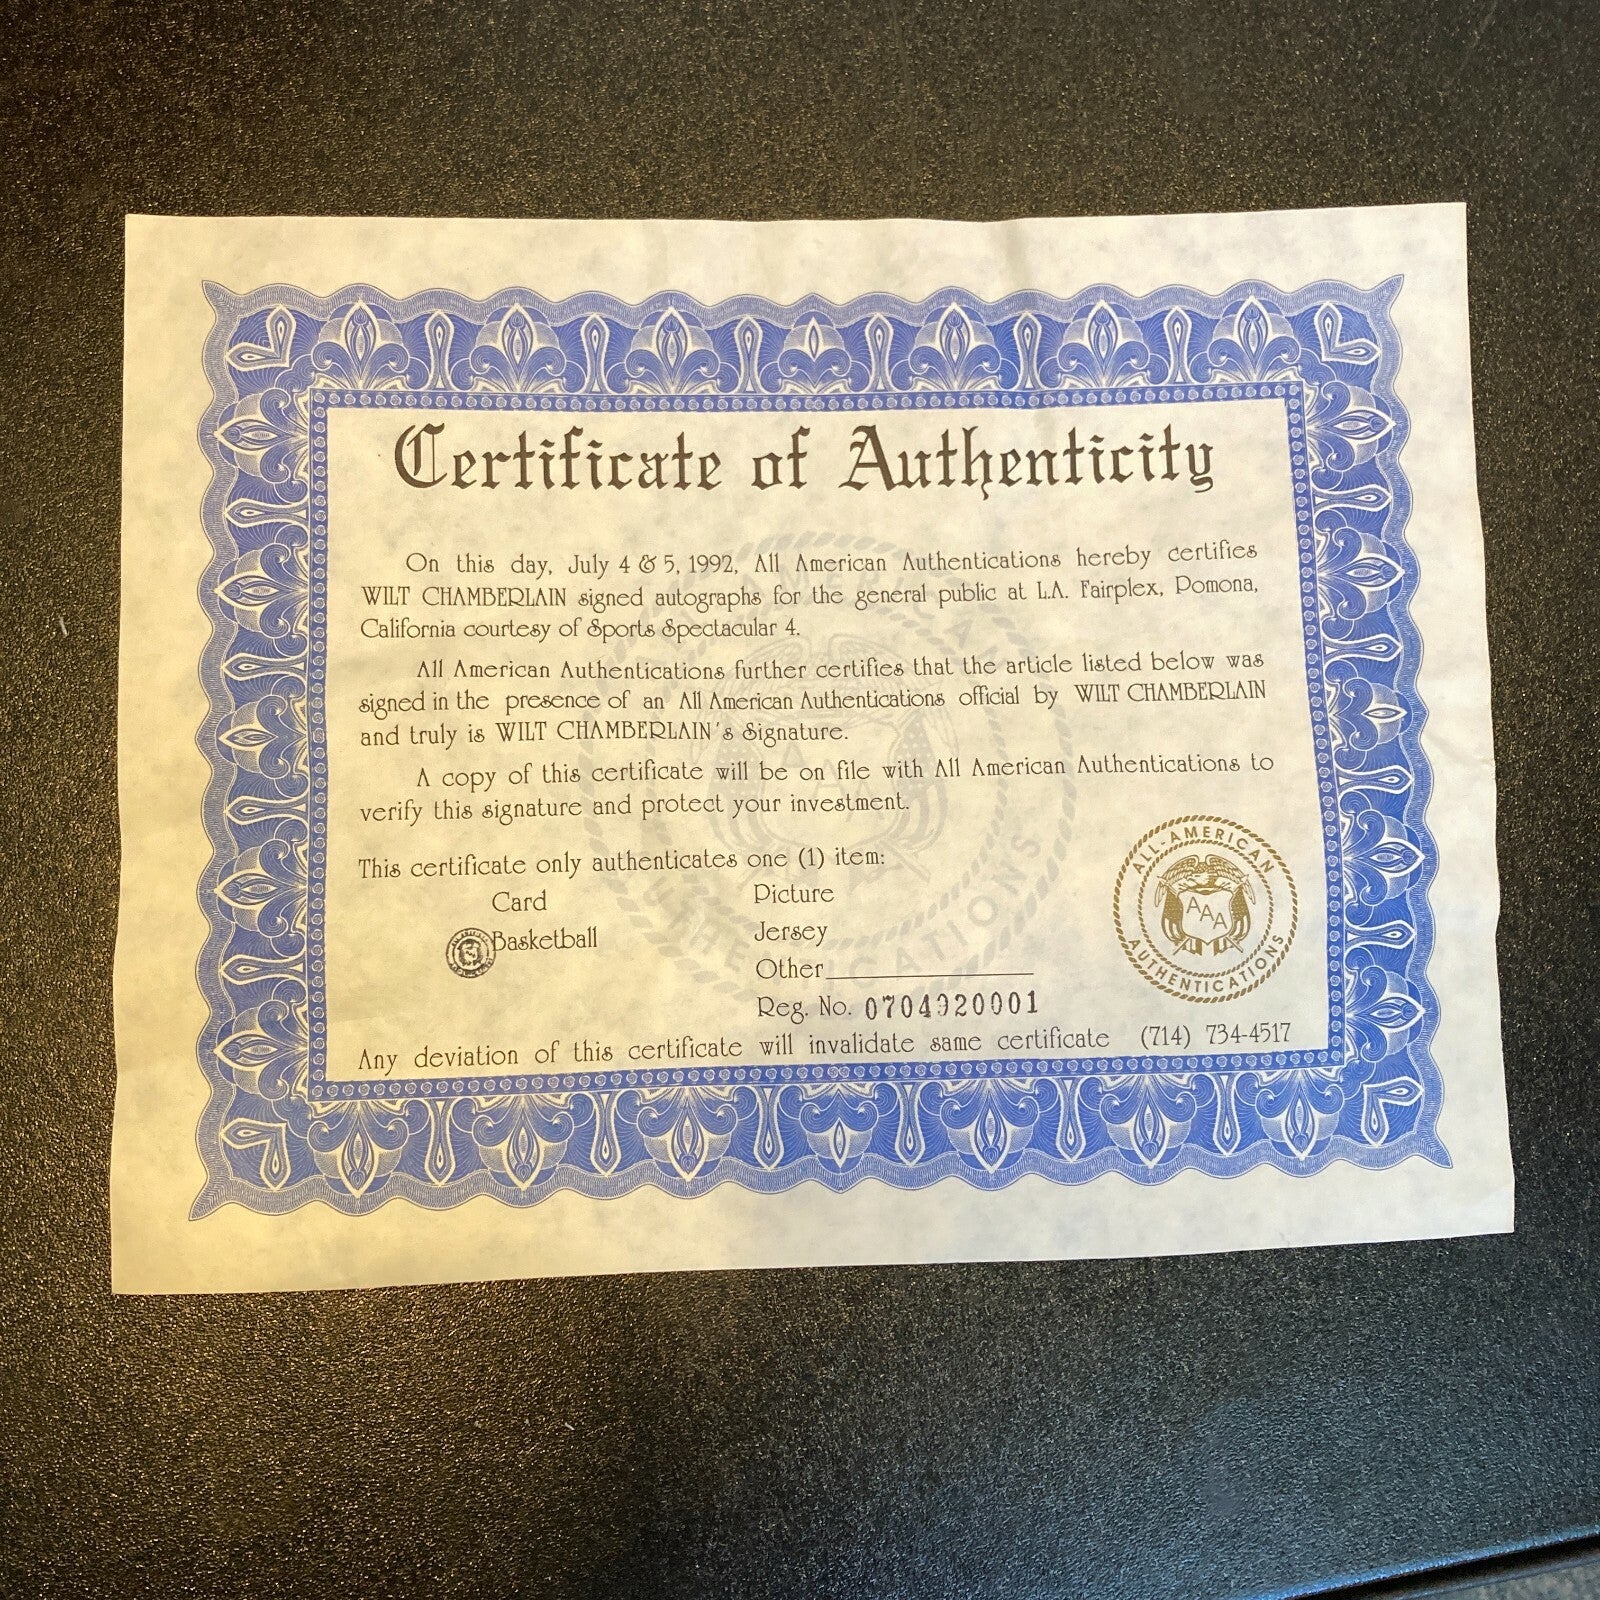 Certificate of Authenticity
On this day, July 4 & 5, 1992, All American Authentications hereby certifies
WILT CHAMBERLAIN signed autographs for the general public at L.A. Fairplex, Pomona,
California courtesy of Sports Spectacular 4.
All American Authentications further certifies that the article listed below was
signed in the presence of an All American Authentications official by WILT CHAMBERLAIN
and truly is WILT CHAMBERLAIN's Signature.
A copy of this certificate will be on file with All American Authentications to
verify this signature and protect your investment.
This certificate only authenticates one (1) item:
Card Picture
Basketball Jersey
Other
Reg. No. 0704920001
Any deviation of this certificate will invalidate same certificate (714) 734-4517
ALL-AMERICAN
AAA
AUTHENTICATIONS